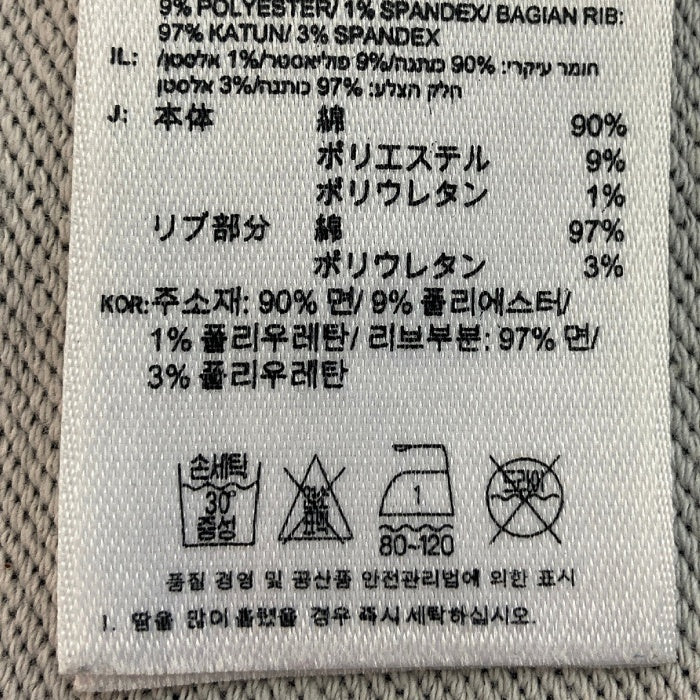 9% POLYESTER/ 1% SPANDEX/ BAGIAN RIB:
97% KATUN/ 3% SPANDEX
IL: חומר עיקרי: 90% כותנה/9% פוליאסטר/1% אלסטן/
חלק הצלע: 97% כותנה/3% אלסטן
J: 本体 綿 90%
ポリエステル 9%
ポリウレタン 1%
リブ部分 綿 97%
ポリウレタン 3%
KOR: 주소재: 90% 면/ 9% 폴리에스터/
1% 폴리우레탄/ 리브부분: 97% 면/
3% 폴리우레탄
손세탁
30°
중성
1
80~120
드라이
품질 경영 및 공산품 안전관리법에 의한 표시
1. 땀을 많이 흘렸을 경우 즉시 세탁하십시오.